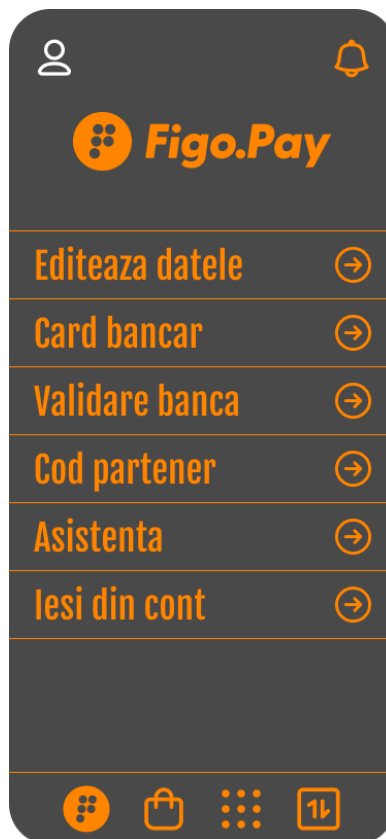 Figo.Pay
Editeaza datele
Card bancar
Validare banca
Cod partener
Asistenta
Iesi din cont